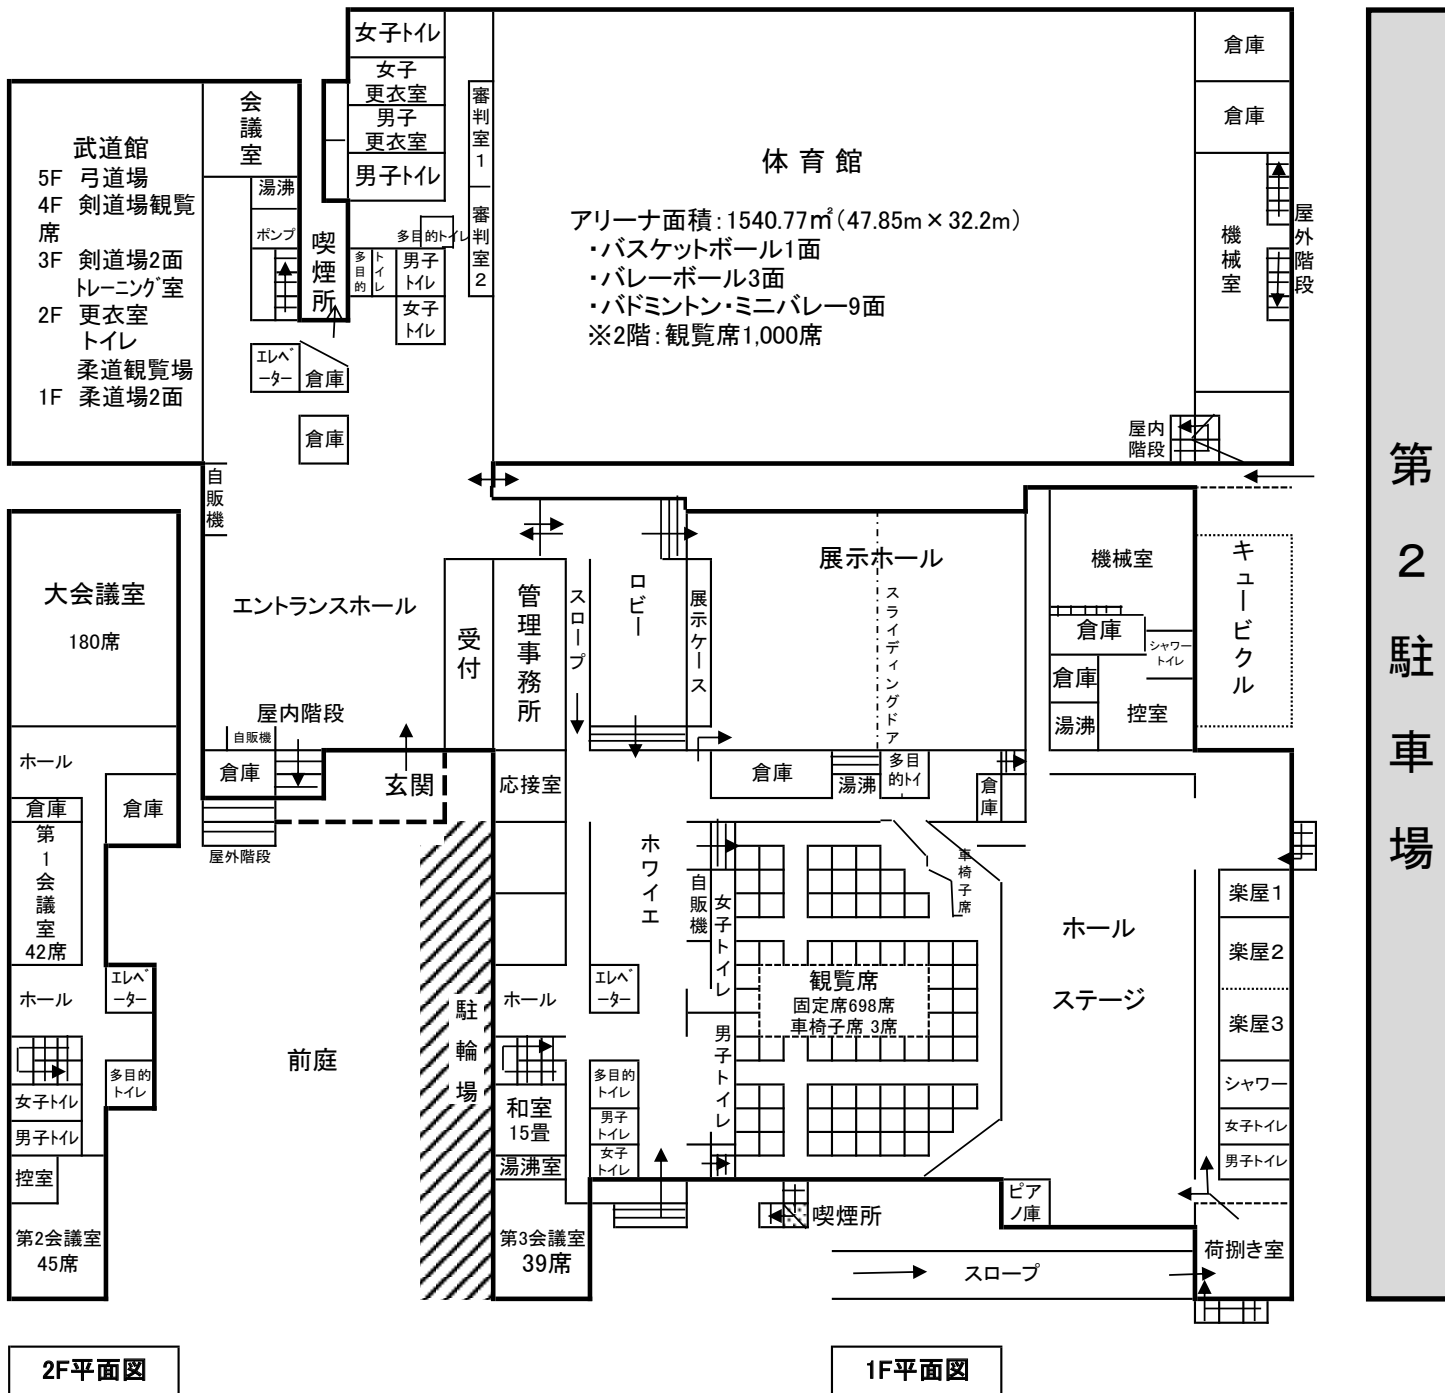 女子トイレ
女子
更衣室
男子
更衣室
男子トイレ
審判室1
審判室2
多目的トイレ
多目的
トイレ
男子
トイレ
女子
トイレ
会議室
湯沸
ポンプ
喫煙所
エレベーター
倉庫
倉庫
武道館
5F 弓道場
4F 剣道場観覧
席
3F 剣道場2面
トレーニング室
2F 更衣室
トイレ
柔道観覧場
1F 柔道場2面
体育館
アリーナ面積：1540.77㎡（47.85m×32.2m）
・バスケットボール1面
・バレーボール3面
・バドミントン・ミニバレー9面
※2階：観覧席1,000席
倉庫
倉庫
機械室
屋外階段
屋内
階段
第2駐車場
自販機
エントランスホール
受付
管理事務所
スロープ
ロビー
展示ケース
展示ホール
スライディングドア
機械室
倉庫
シャワー
トイレ
倉庫
湯沸
控室
キュービクル
屋内階段
自販機
倉庫
玄関
屋外階段
応接室
倉庫
湯沸
多目
的トイ
倉庫
大会議室
180席
ホール
倉庫
倉庫
第1会議室
42席
ホール
エレベ
ーター
多目的
トイレ
女子トイレ
男子トイレ
控室
第2会議室
45席
前庭
駐輪場
ホワイエ
自販機
女子トイレ
男子トイレ
車椅子席
観覧席
固定席698席
車椅子席 3席
ホール
ステージ
楽屋1
楽屋2
楽屋3
シャワー
女子トイレ
男子トイレ
ホール
エレベ
ーター
和室
15畳
湯沸室
多目的
トイレ
男子
トイレ
女子
トイレ
第3会議室
39席
喫煙所
ピア
ノ庫
スロープ
荷捌き室
2F平面図
1F平面図